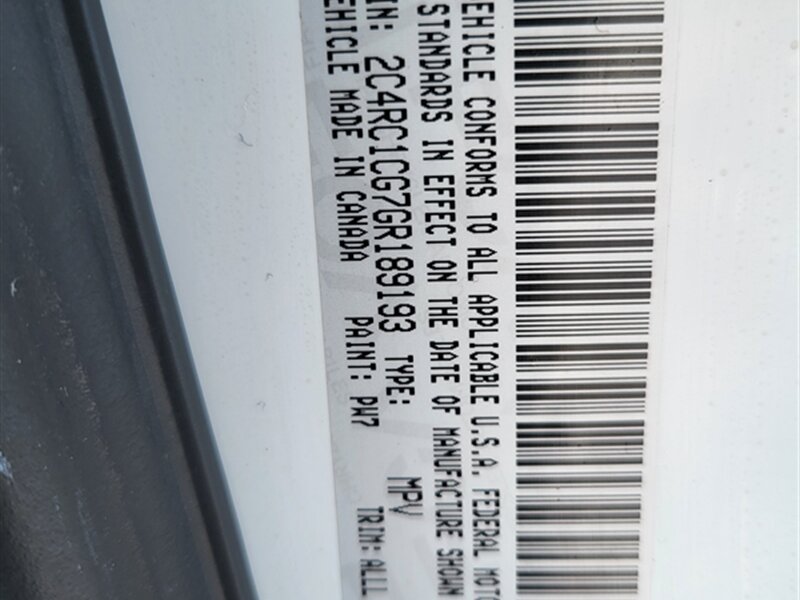 EHICLE CONFORMS TO ALL APPLICABLE U.S.A. FEDERAL MOTO
STANDARDS IN EFFECT ON THE DATE OF MANUFACTURE SHOWN
IN: 2C4RC1CG7GR189193 TYPE: MPV
EHICLE MADE IN CANADA PAINT: PW7 TRIM: ALL